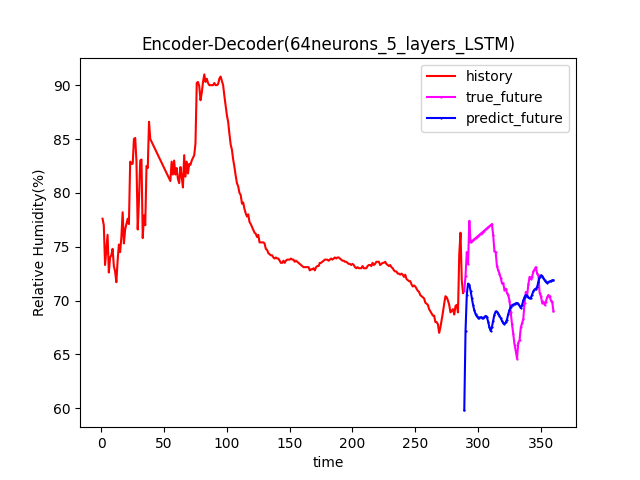 Encoder-Decoder(64neurons_5_layers_LSTM)
history
true_future
predict_future
Relative Humidity(%)
90
85
80
75
70
65
60
0 50 100 150 200 250 300 350
time